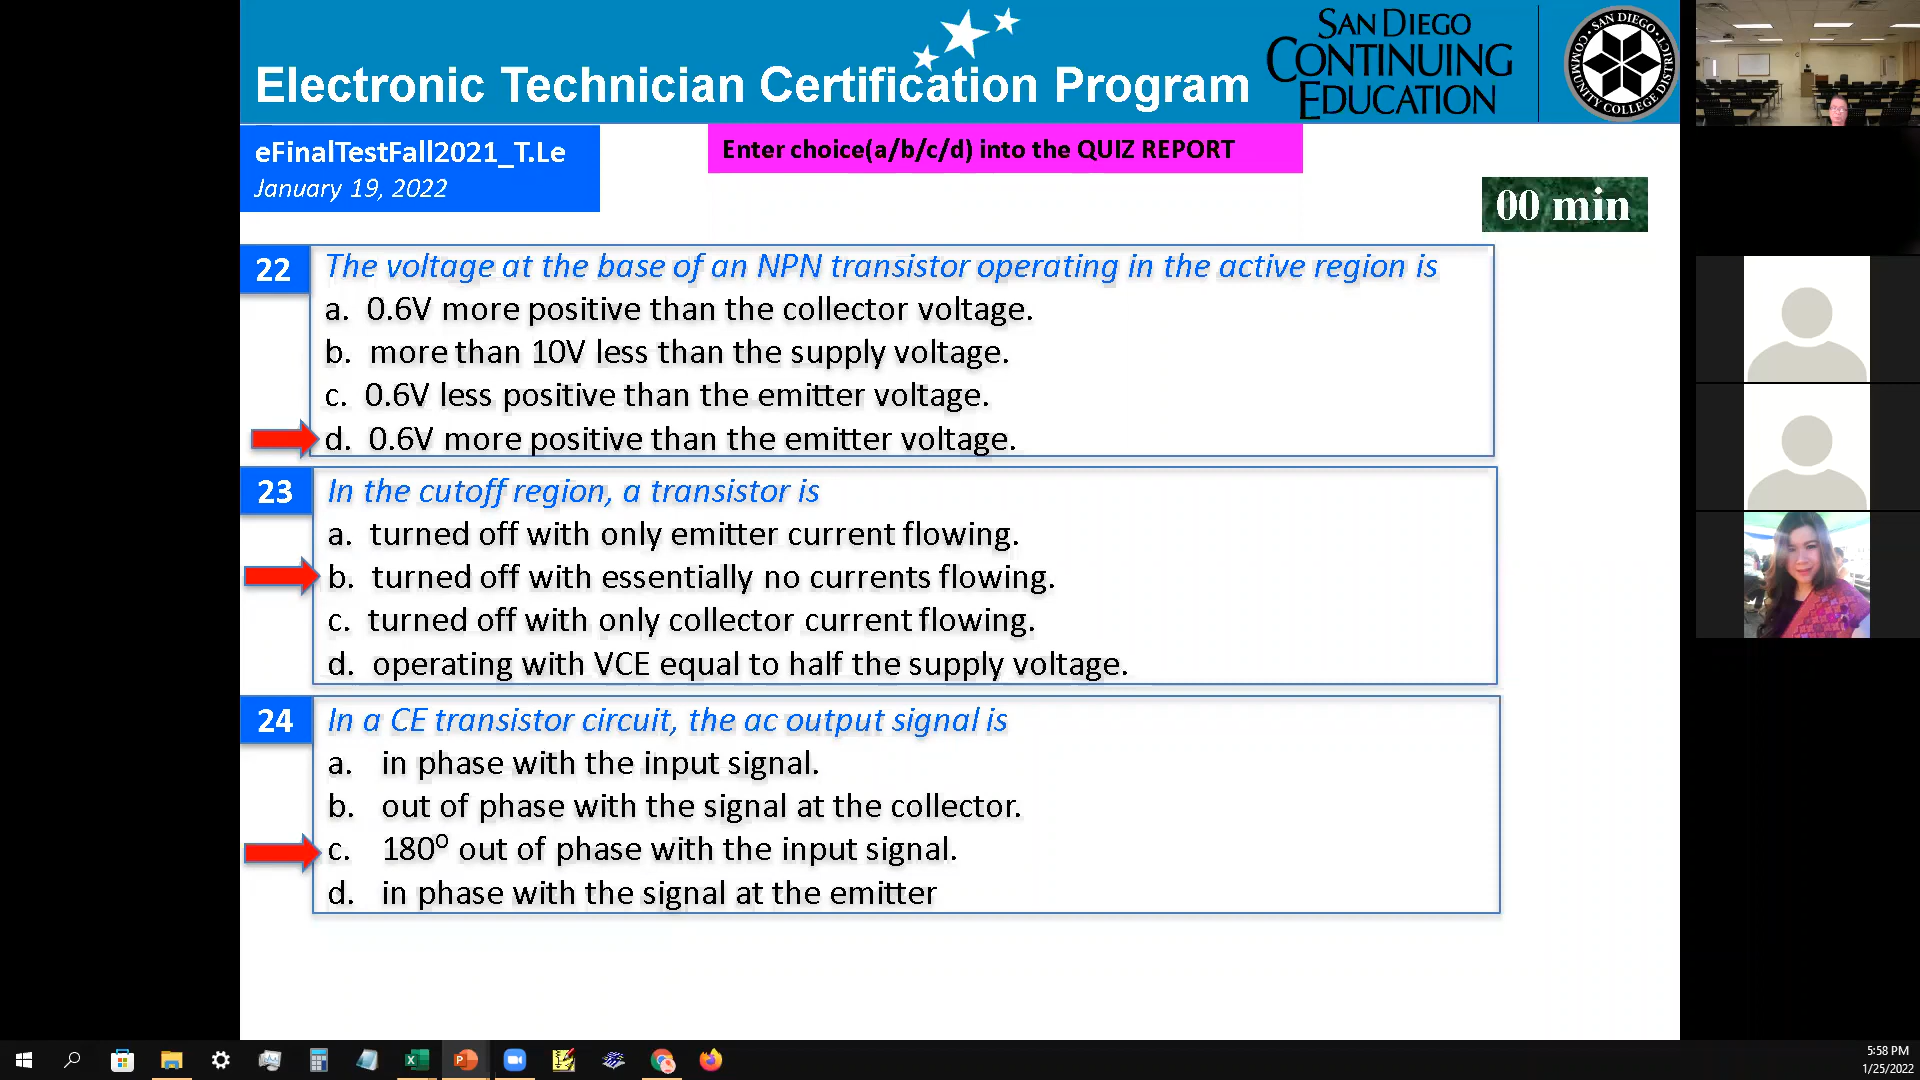 Electronic Technician Certification Program
SAN DIEGO
CONTINUING
EDUCATION
SAN DIEGO
COMMUNITY COLLEGE DISTRICT
eFinalTestFall2021_T.Le
January 19, 2022
Enter choice(a/b/c/d) into the QUIZ REPORT
00 min
22 The voltage at the base of an NPN transistor operating in the active region is
a. 0.6V more positive than the collector voltage.
b. more than 10V less than the supply voltage.
c. 0.6V less positive than the emitter voltage.
d. 0.6V more positive than the emitter voltage.
23 In the cutoff region, a transistor is
a. turned off with only emitter current flowing.
b. turned off with essentially no currents flowing.
c. turned off with only collector current flowing.
d. operating with VCE equal to half the supply voltage.
24 In a CE transistor circuit, the ac output signal is
a. in phase with the input signal.
b. out of phase with the signal at the collector.
c. 180⁰ out of phase with the input signal.
d. in phase with the signal at the emitter
5:58 PM
1/25/2022